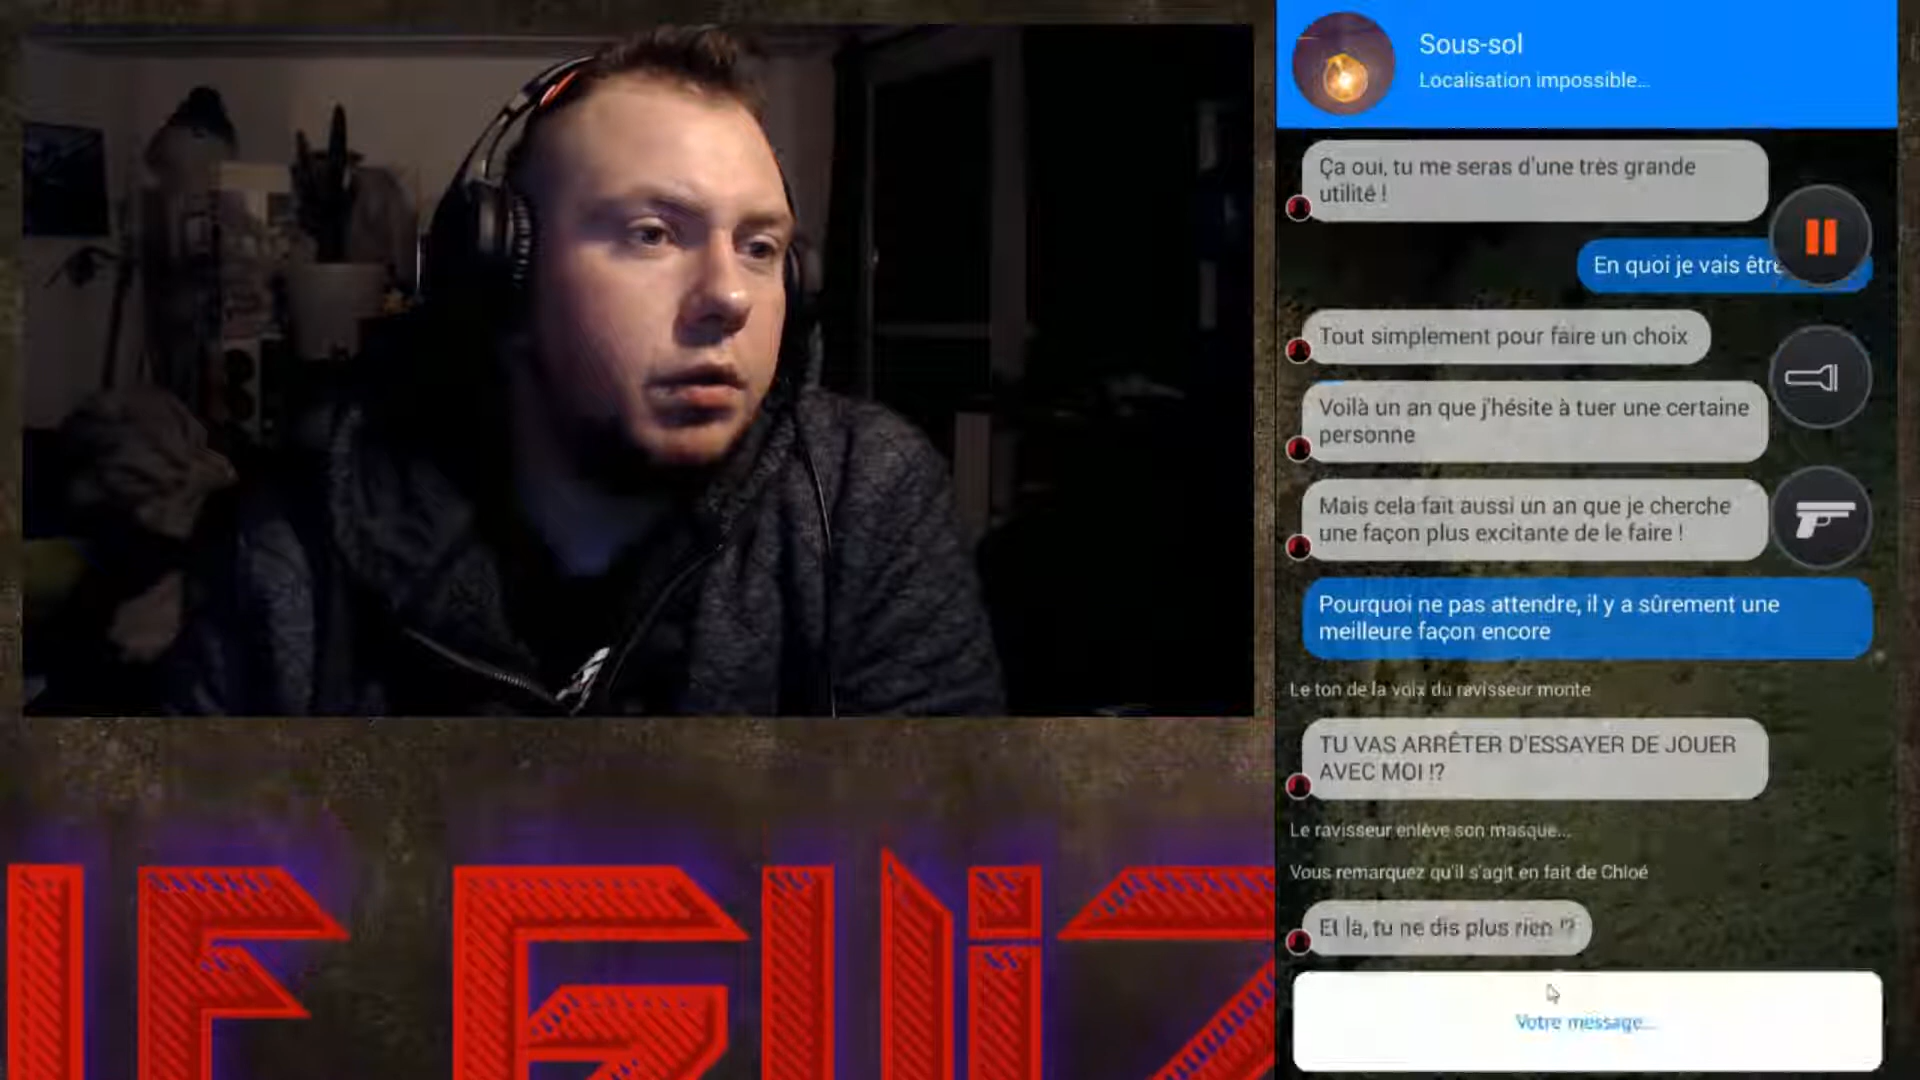 Sous-sol
Localisation impossible...
Ça oui, tu me seras d'une très grande
utilité !
En quoi je vais être
Tout simplement pour faire un choix
Voilà un an que j'hésite à tuer une certaine
personne
Mais cela fait aussi un an que je cherche
une façon plus excitante de le faire !
Pourquoi ne pas attendre, il y a sûrement une
meilleure façon encore
Le ton de la voix du ravisseur monte
TU VAS ARRÊTER D'ESSAYER DE JOUER
AVEC MOI !?
Le ravisseur enlève son masque...
Vous remarquez qu'il s'agit en fait de Chloé
Et là, tu ne dis plus rien !?
Votre message...